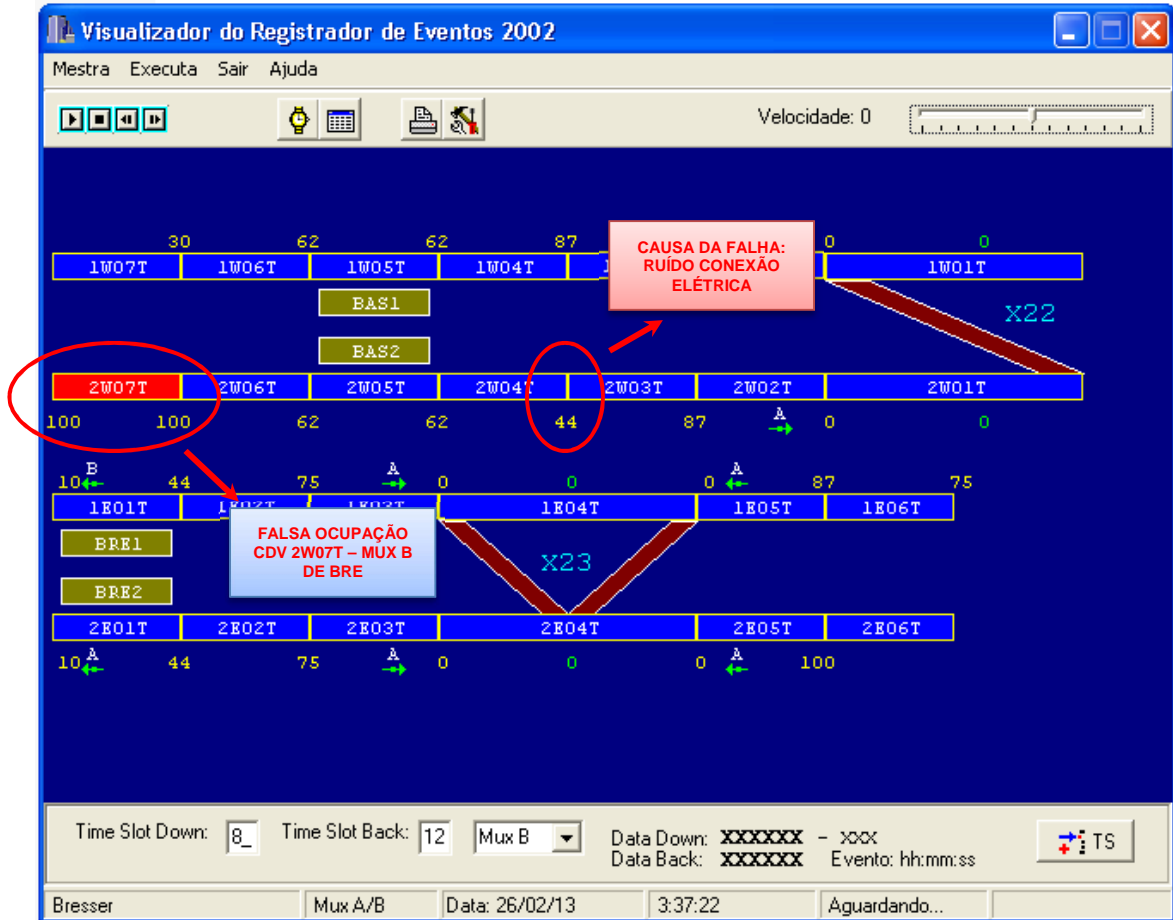 Visualizador do Registrador de Eventos 2002
Mestra Executa Sair Ajuda
Velocidade: 0
30 62 62 87 0 0
1W07T 1W06T 1W05T 1W04T 1W01T
CAUSA DA FALHA:
RUÍDO CONEXÃO
ELÉTRICA
BAS1
X22
BAS2
2W07T 2W06T 2W05T 2W04T 2W03T 2W02T 2W01T
100 100 62 62 44 87 A 0 0
B A A
10 44 75 0 0 0 87 75
1E01T 1E02T 1E03T 1E04T 1E05T 1E06T
FALSA OCUPAÇÃO
CDV 2W07T – MUX B
DE BRE
BRE1
X23
BRE2
2E01T 2E02T 2E03T 2E04T 2E05T 2E06T
10 A 44 75 A 0 0 0 A 100
Time Slot Down: 8_ Time Slot Back: 12 Mux B Data Down: XXXXXX - XXX
Data Back: XXXXXX Evento: hh:mm:ss
TS
Bresser Mux A/B Data: 26/02/13 3:37:22 Aguardando...